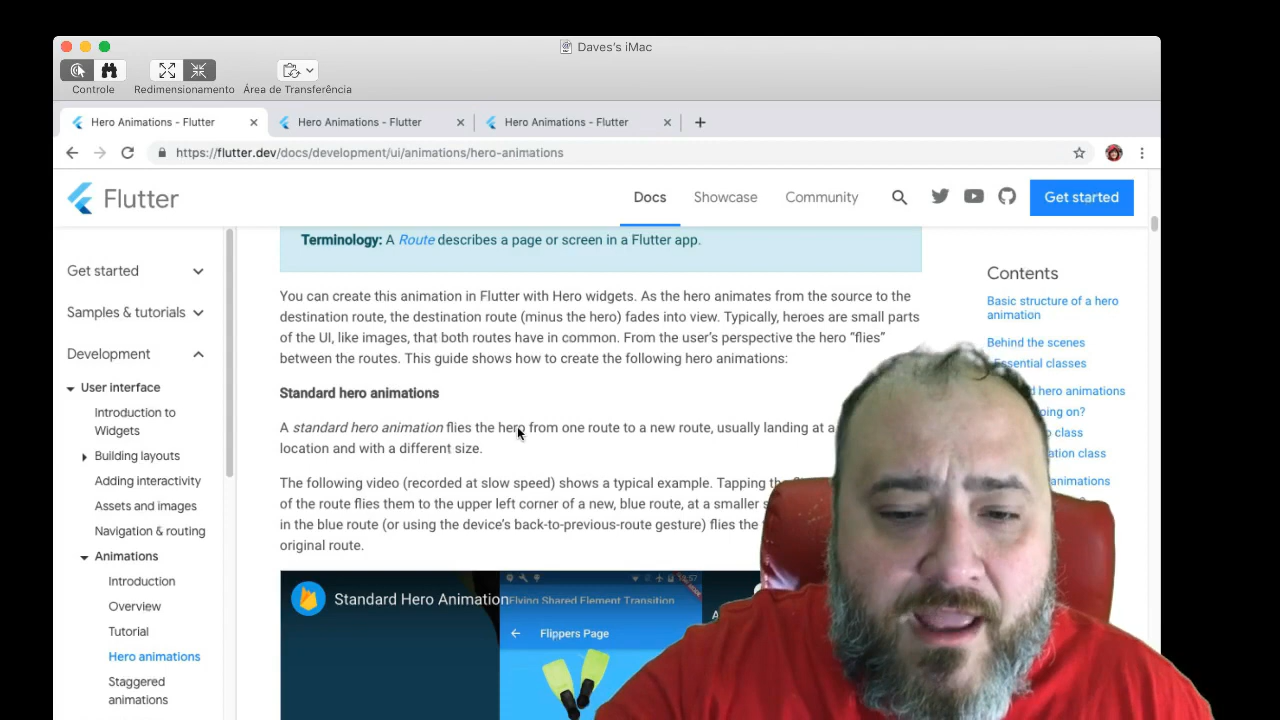 Daves's iMac
Controle
Redimensionamento
Área de Transferência
Hero Animations - Flutter
Hero Animations - Flutter
Hero Animations - Flutter
https://flutter.dev/docs/development/ui/animations/hero-animations
Flutter
Docs
Showcase
Community
Get started
Get started
Samples & tutorials
Development
User interface
Introduction to
Widgets
Building layouts
Adding interactivity
Assets and images
Navigation & routing
Animations
Introduction
Overview
Tutorial
Hero animations
Staggered
animations
Terminology: A Route describes a page or screen in a Flutter app.
You can create this animation in Flutter with Hero widgets. As the hero animates from the source to the
destination route, the destination route (minus the hero) fades into view. Typically, heroes are small parts
of the UI, like images, that both routes have in common. From the user's perspective the hero “flies”
between the routes. This guide shows how to create the following hero animations:
Standard hero animations
A standard hero animation flies the hero from one route to a new route, usually landing at a
location and with a different size.
The following video (recorded at slow speed) shows a typical example. Tapping the
of the route flies them to the upper left corner of a new, blue route, at a smaller
in the blue route (or using the device's back-to-previous-route gesture) flies the
original route.
Standard Hero Animation
Flying Shared Element Transition
Flippers Page
Contents
Basic structure of a hero
animation
Behind the scenes
Essential classes
hero animations
going on?
class
animations